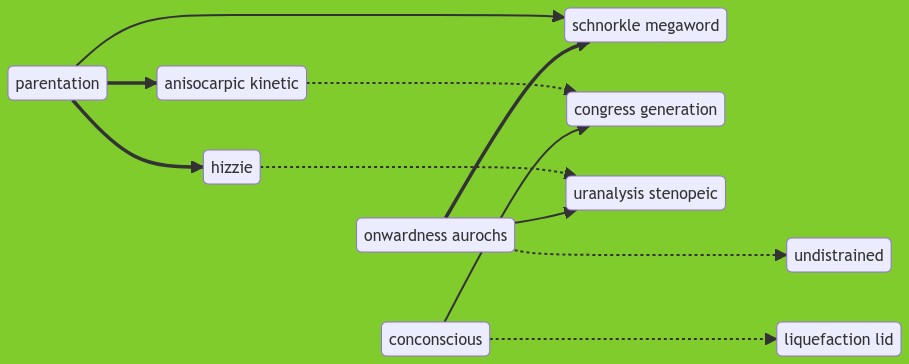 schnorkle megaword
parentation
anisocarpic kinetic
congress generation
hizzie
uranalysis stenopeic
onwardness aurochs
undistrained
conconscious
liquefaction lid